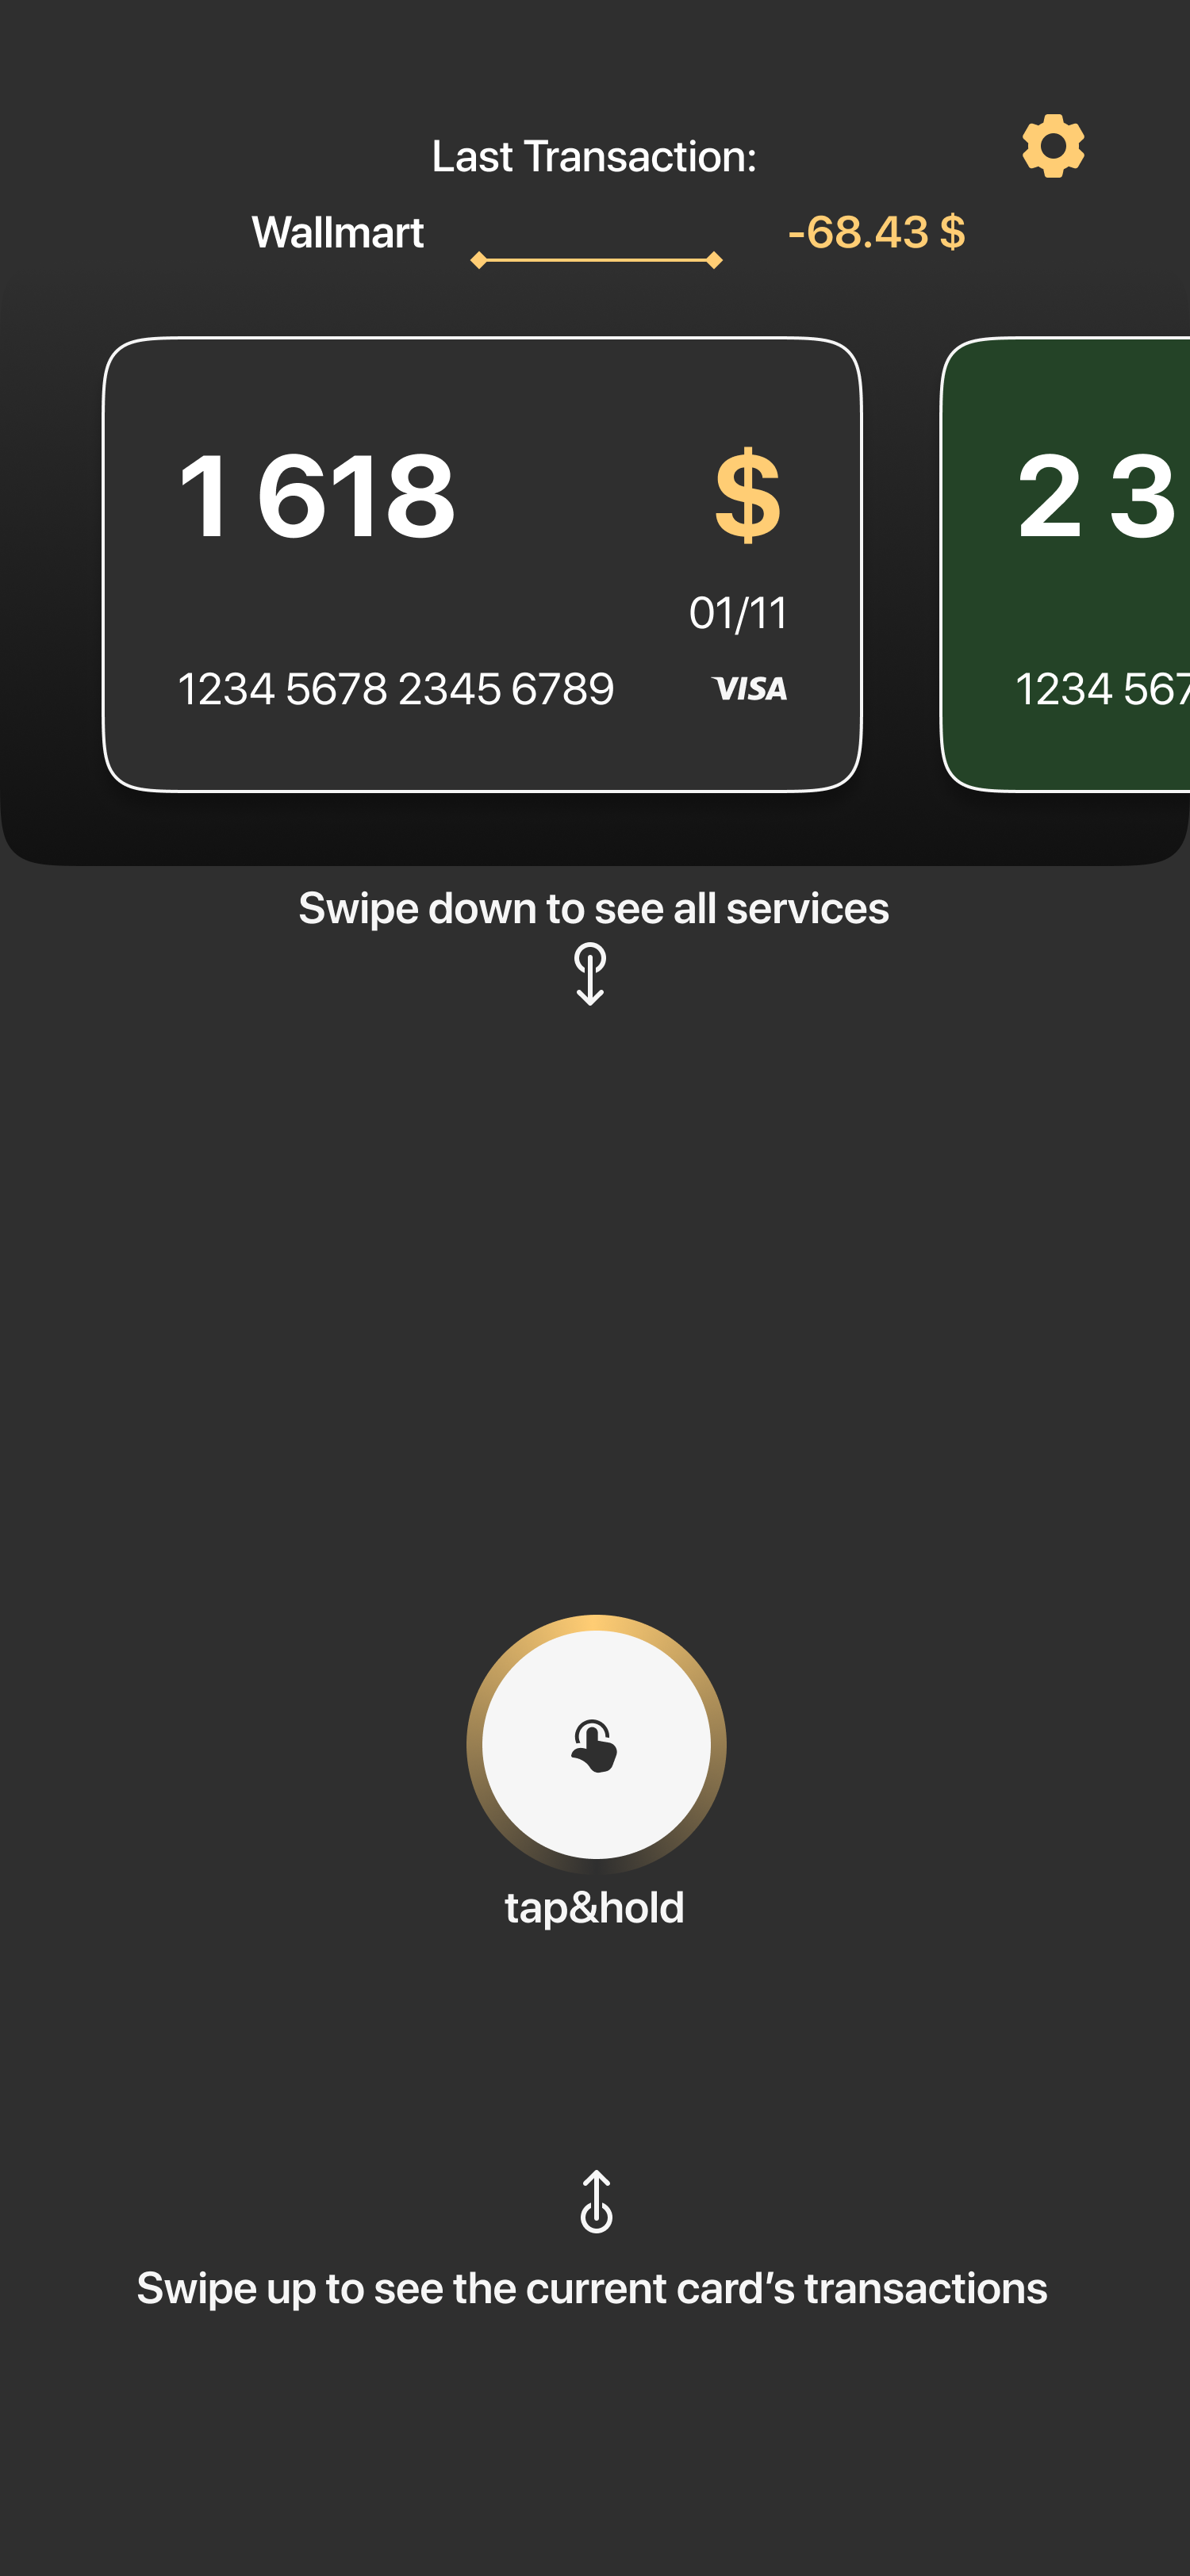 Last Transaction:
Wallmart -68.43 $
1 618 $
2 3
01/11
1234 5678 2345 6789 VISA
1234 567
Swipe down to see all services
tap&hold
Swipe up to see the current card’s transactions